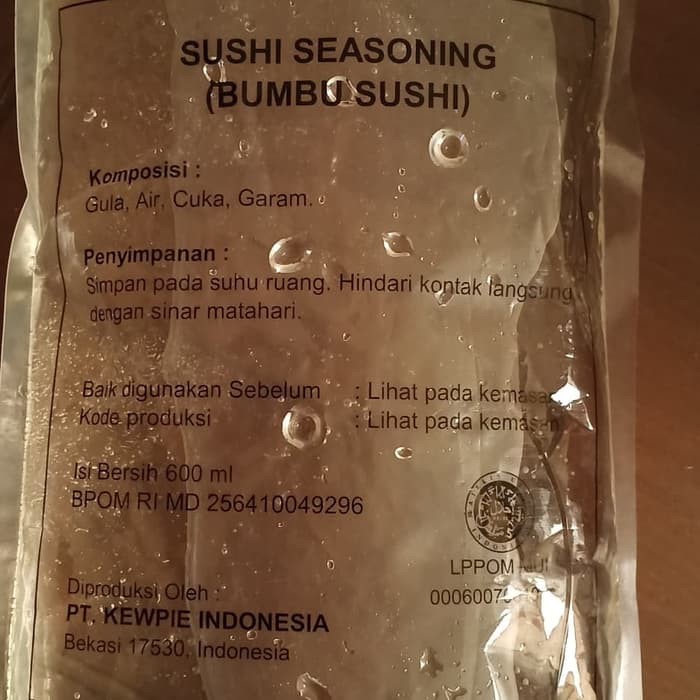 SUSHI SEASONING
(BUMBU SUSHI)
Komposisi :
Gula, Air, Cuka, Garam.
Penyimpanan :
Simpan pada suhu ruang. Hindari kontak langsung
dengan sinar matahari.
Baik digunakan Sebelum : Lihat pada kemasan
Kode produksi : Lihat pada kemasan
Isi Bersih 600 ml
BPOM RI MD 256410049296
LPPOM
Diproduksi Oleh :
PT. KEWPIE INDONESIA
Bekasi 17530, Indonesia